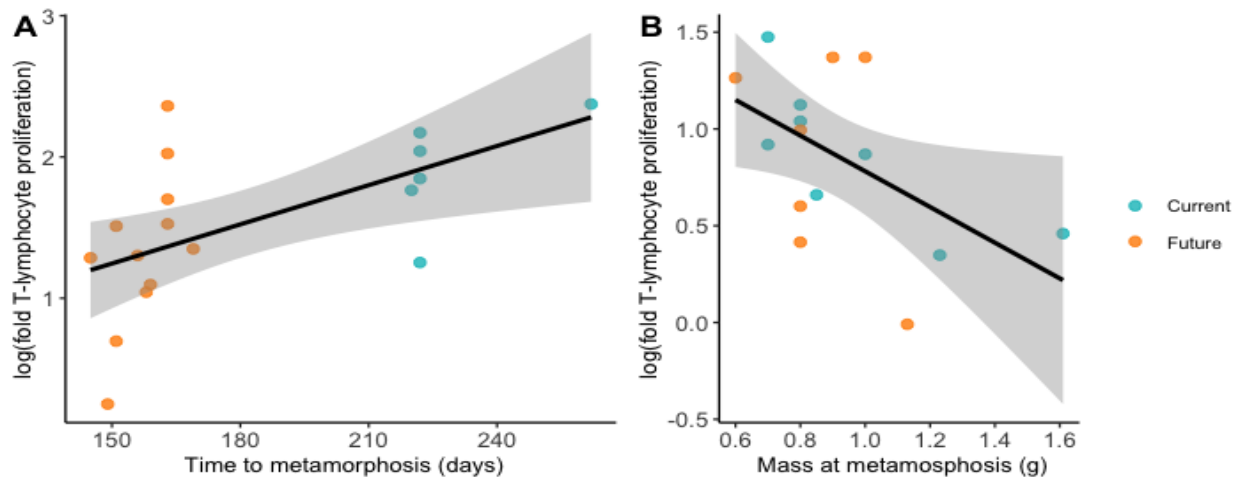 A
log(fold T-lymphocyte proliferation)
3
2
1
150 180 210 240
Time to metamorphosis (days)
B
log(fold T-lymphocyte proliferation)
1.5
1.0
0.5
0.0
-0.5
0.6 0.8 1.0 1.2 1.4 1.6
Mass at metamosphosis (g)
Current
Future